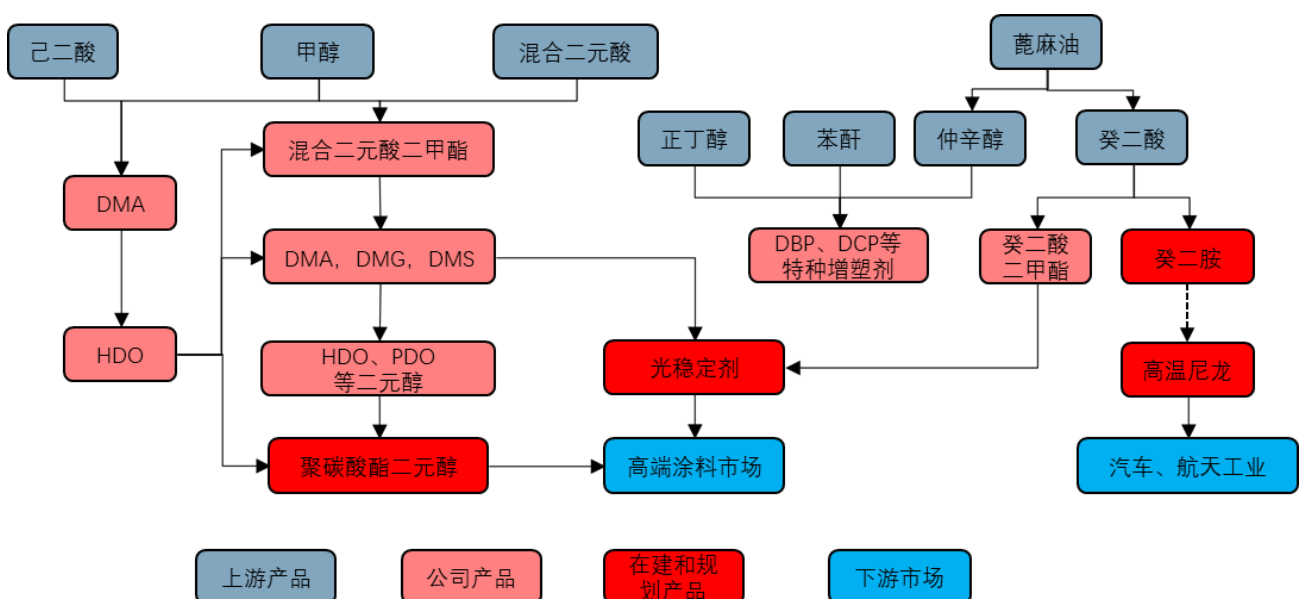 己二酸
甲醇
混合二元酸
蓖麻油
正丁醇
苯酐
仲辛醇
癸二酸
混合二元酸二甲酯
DMA
DMA，DMG，DMS
DBP、DCP等
特种增塑剂
癸二酸
二甲酯
癸二胺
HDO
HDO、PDO
等二元醇
光稳定剂
高温尼龙
聚碳酸酯二元醇
高端涂料市场
汽车、航天工业
上游产品
公司产品
在建和规
划产品
下游市场